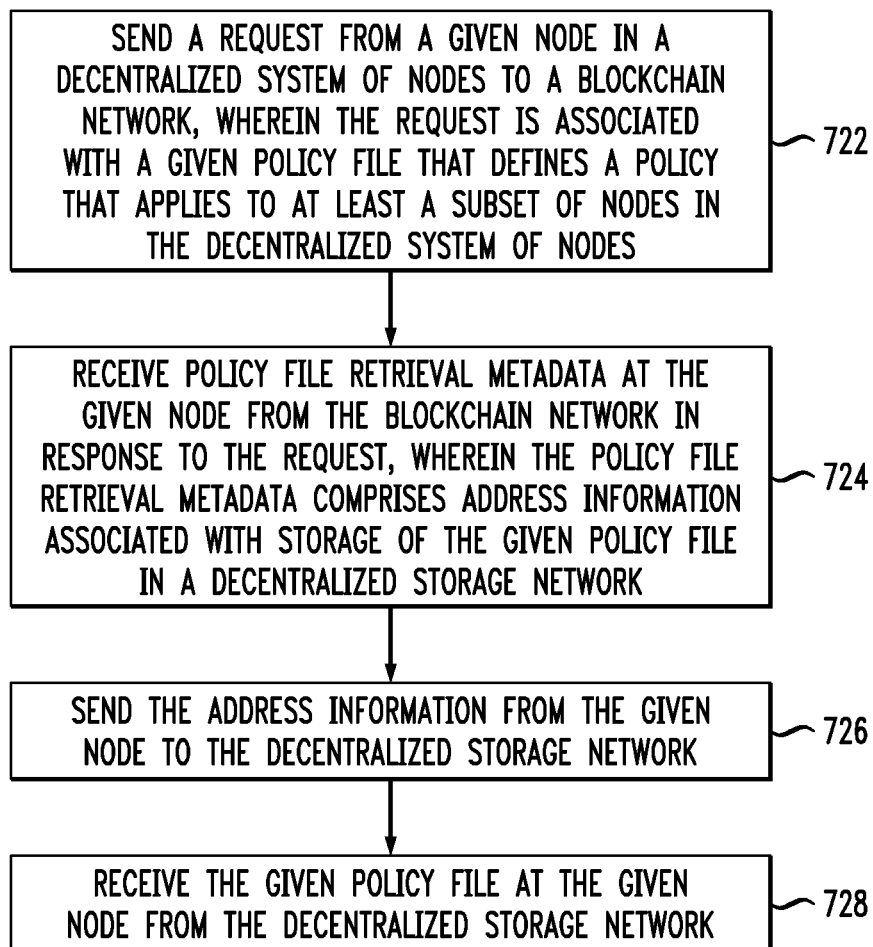 SEND A REQUEST FROM A GIVEN NODE IN A
DECENTRALIZED SYSTEM OF NODES TO A BLOCKCHAIN
NETWORK, WHEREIN THE REQUEST IS ASSOCIATED
WITH A GIVEN POLICY FILE THAT DEFINES A POLICY
THAT APPLIES TO AT LEAST A SUBSET OF NODES IN
THE DECENTRALIZED SYSTEM OF NODES
722
RECEIVE POLICY FILE RETRIEVAL METADATA AT THE
GIVEN NODE FROM THE BLOCKCHAIN NETWORK IN
RESPONSE TO THE REQUEST, WHEREIN THE POLICY FILE
RETRIEVAL METADATA COMPRISES ADDRESS INFORMATION
ASSOCIATED WITH STORAGE OF THE GIVEN POLICY FILE
IN A DECENTRALIZED STORAGE NETWORK
724
SEND THE ADDRESS INFORMATION FROM THE GIVEN
NODE TO THE DECENTRALIZED STORAGE NETWORK
726
RECEIVE THE GIVEN POLICY FILE AT THE GIVEN
NODE FROM THE DECENTRALIZED STORAGE NETWORK
728